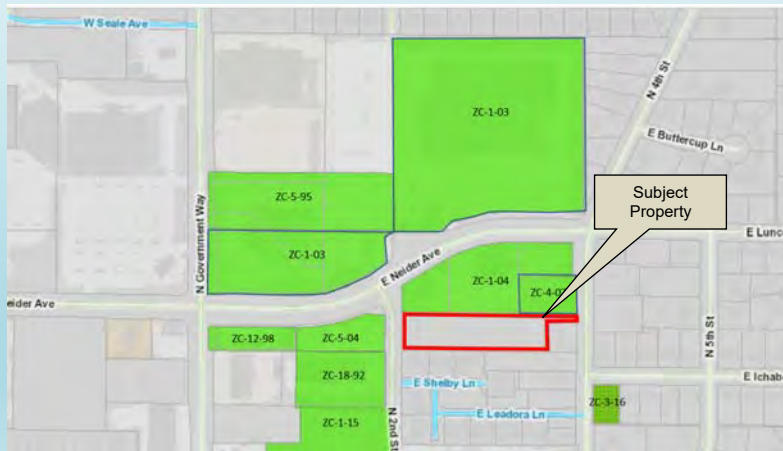 W Seale Ave
ZC-1-03
N 4th St
E Buttercup Ln
Subject
Property
ZC-5-95
N Government Way
ZC-1-03
E Neider Ave
E Lunc
ZC-1-04
ZC-4-0
eider Ave
ZC-12-98
ZC-5-04
N 5th St
ZC-18-92
E Shelby Ln
E Ichab
ZC-3-16
ZC-1-15
N 2nd St
E Leadora Ln